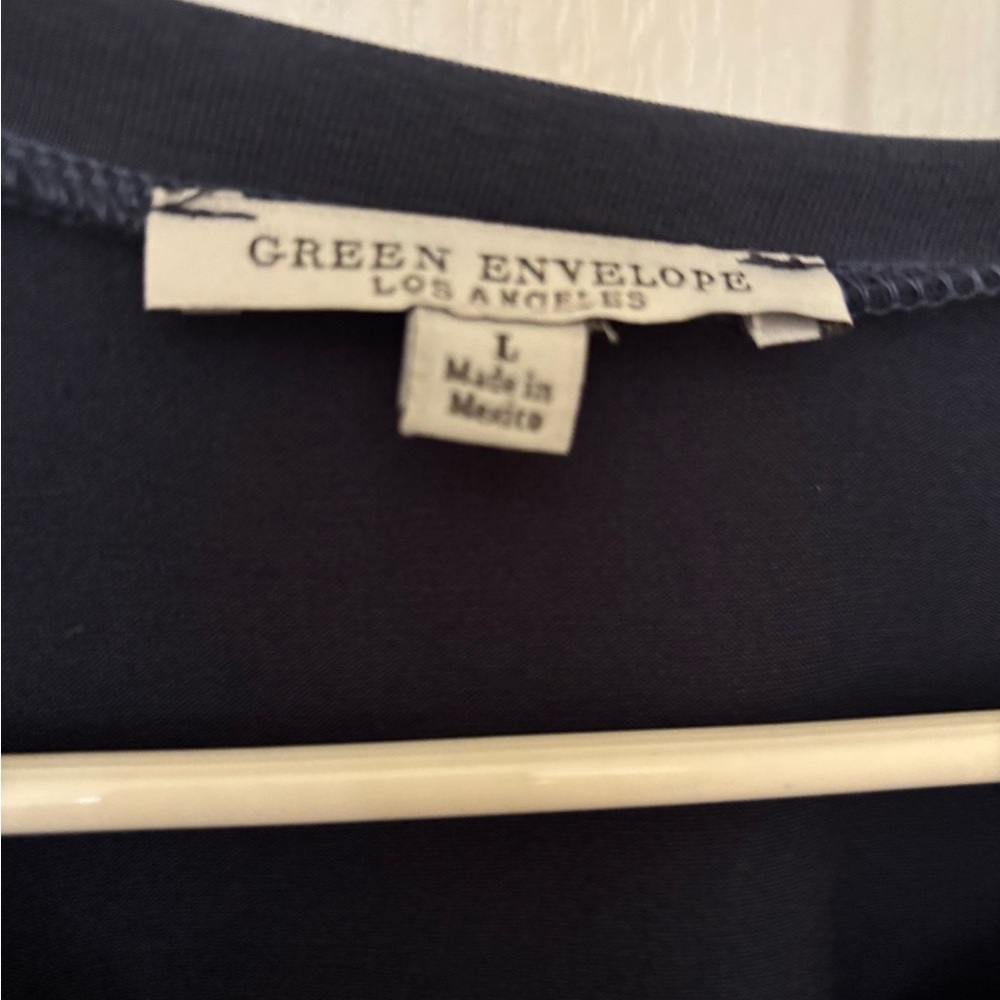 GREEN ENVELOPE
LOS ANGELES
L
Made in
Mexico